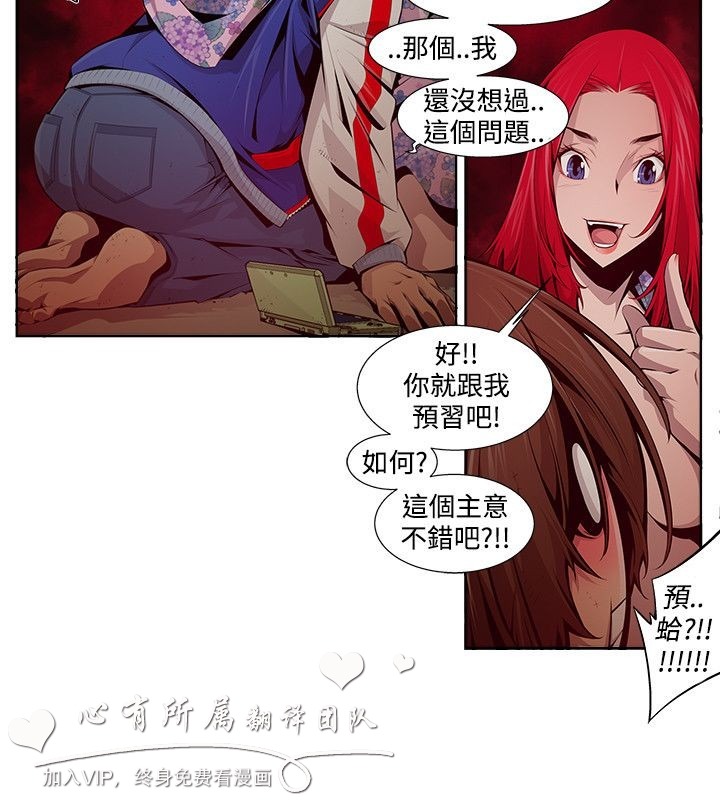 ..那個..我
還沒想過..
這個問題..
好!!
你就跟我
預習吧!
如何?
這個主意
不錯吧?!!
預..
蛤?!!
!!!!!!
心有所属翻译团队
加入VIP，终身免费看漫画